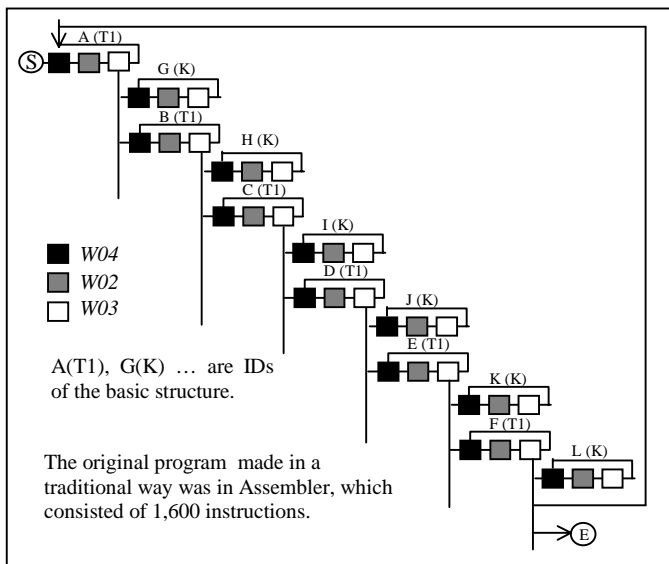 A (T1)
S
G (K)
B (T1)
H (K)
C (T1)
I (K)
D (T1)
J (K)
E (T1)
K (K)
F (T1)
L (K)
W04
W02
W03
A(T1), G(K) … are IDs
of the basic structure.
The original program made in a
traditional way was in Assembler, which
consisted of 1,600 instructions.
E